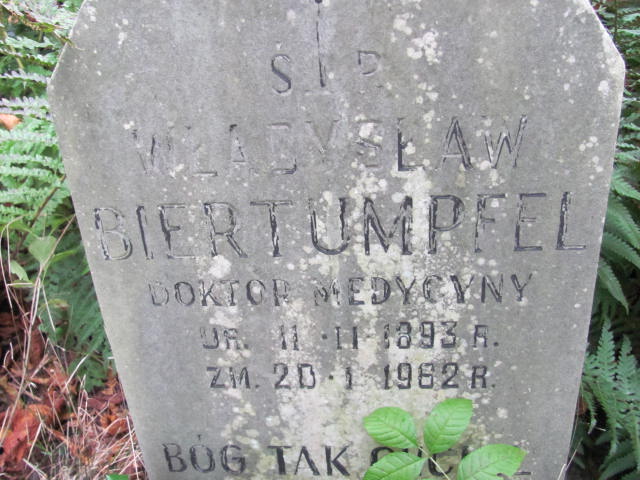 Ś P.
WŁADYSŁAW
BIERTUMPFEL
DOKTOR MEDYCYNY
UR. 11 · 11 1893 R.
ZM. 20 · 1 1962 R.
BÓG TAK